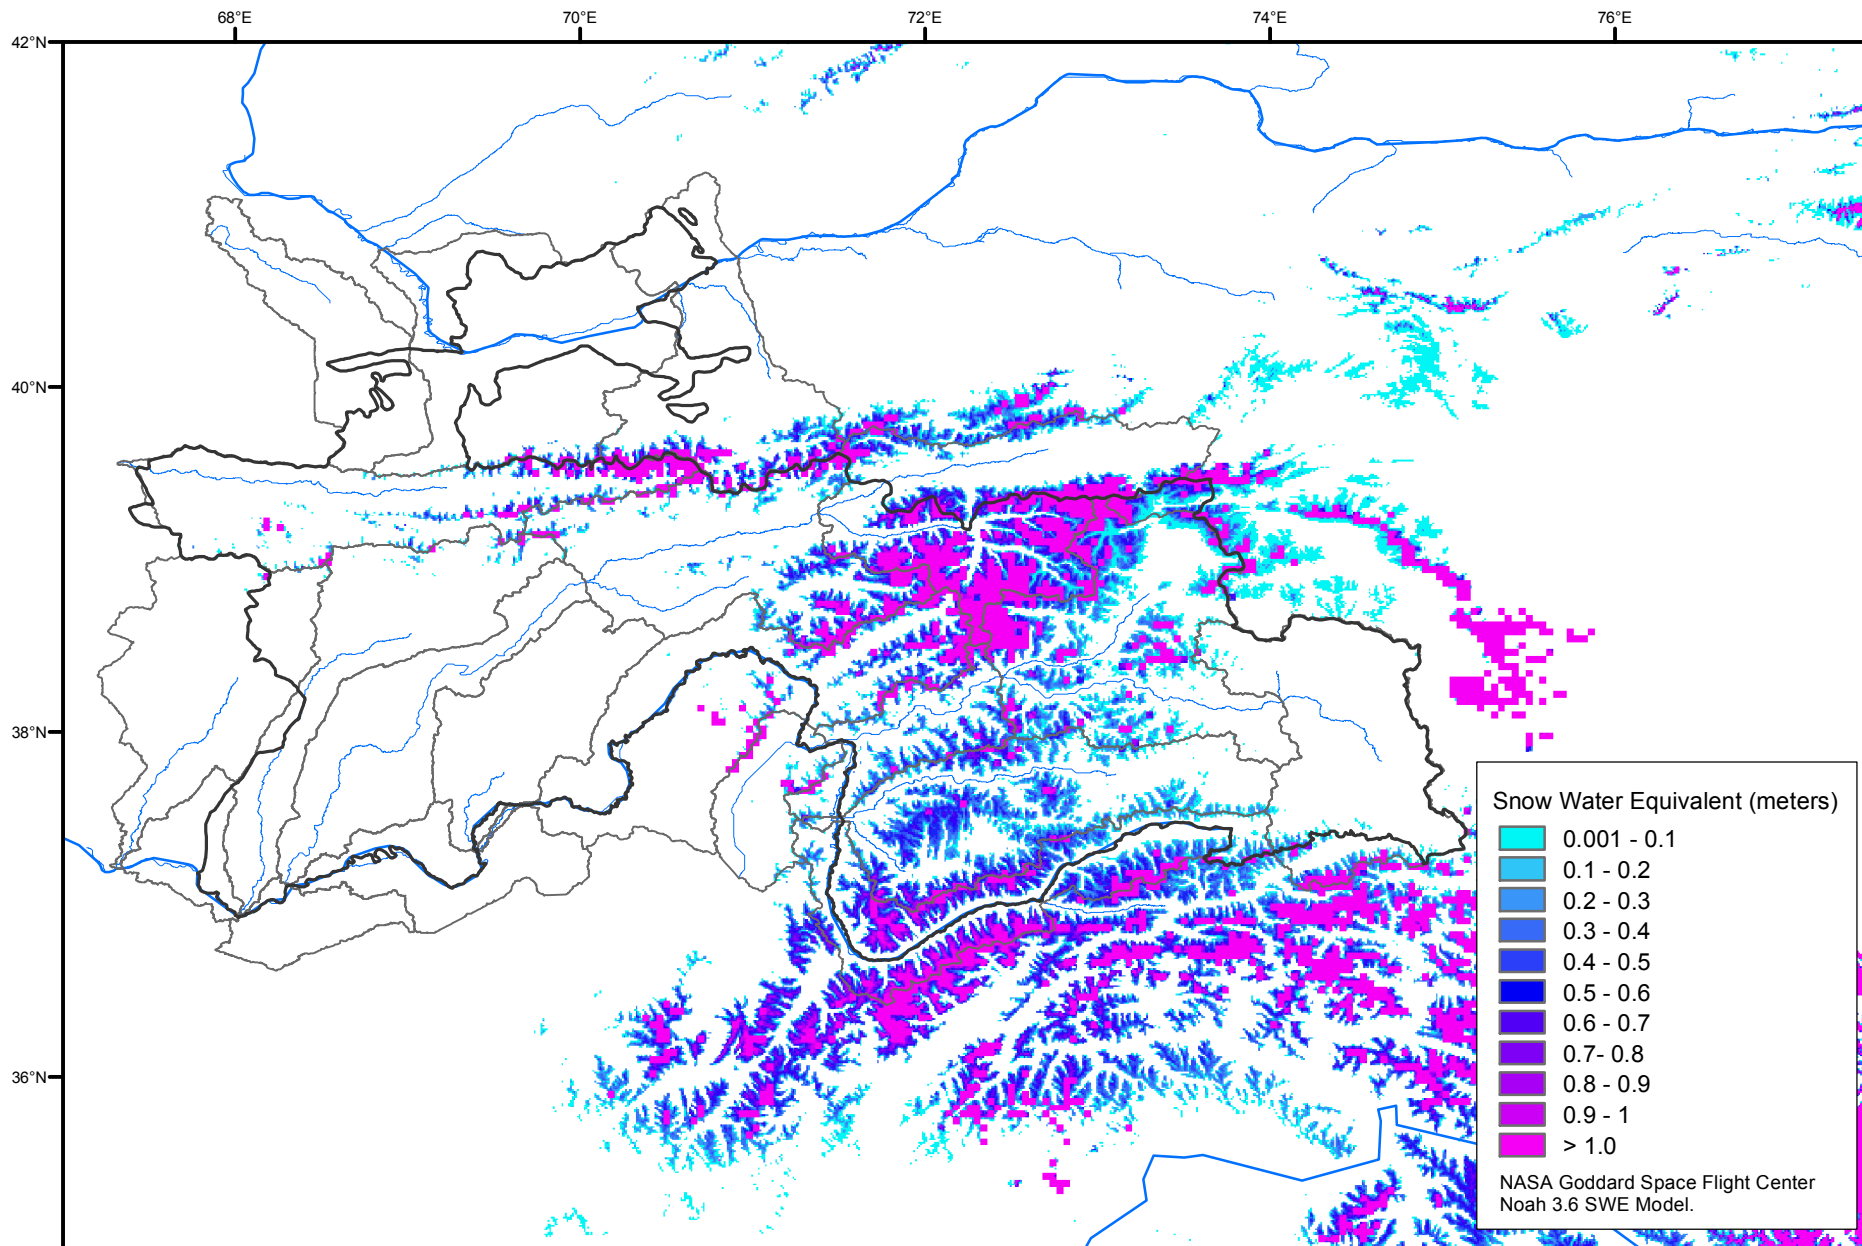 68°E
70°E
72°E
74°E
76°E
42°N
40°N
38°N
36°N
Snow Water Equivalent (meters)
0.001 - 0.1
0.1 - 0.2
0.2 - 0.3
0.3 - 0.4
0.4 - 0.5
0.5 - 0.6
0.6 - 0.7
0.7- 0.8
0.8 - 0.9
0.9 - 1
> 1.0
NASA Goddard Space Flight Center
Noah 3.6 SWE Model.